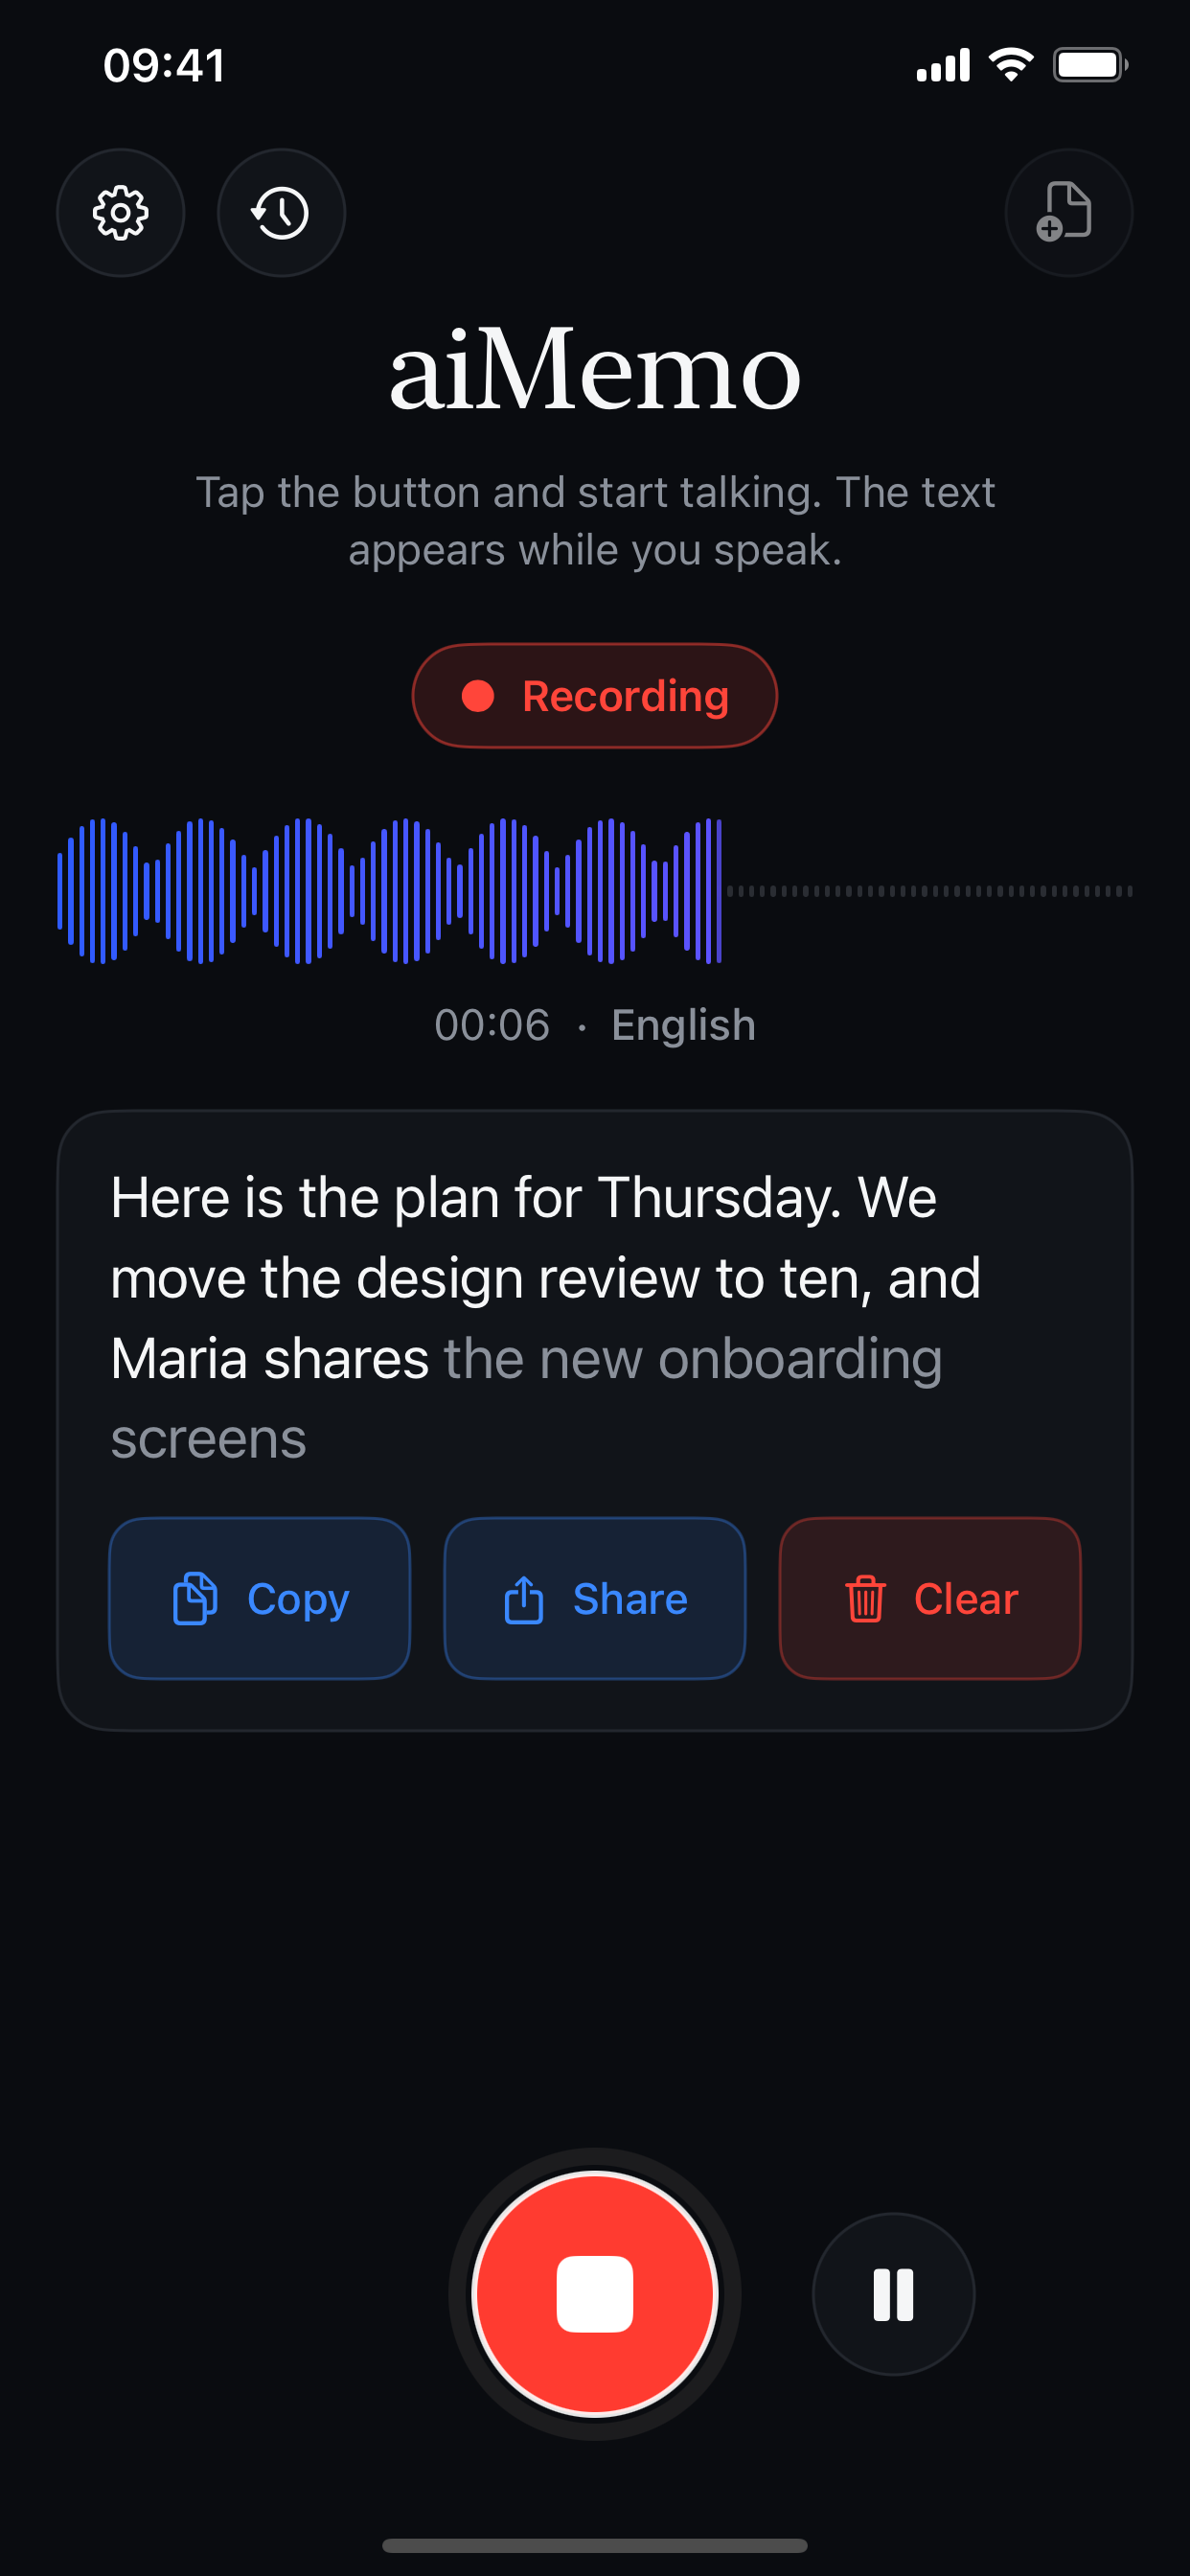 09:41
aiMemo
Tap the button and start talking. The text
appears while you speak.
Recording
00:06 · English
Here is the plan for Thursday. We
move the design review to ten, and
Maria shares the new onboarding
screens
Copy Share Clear